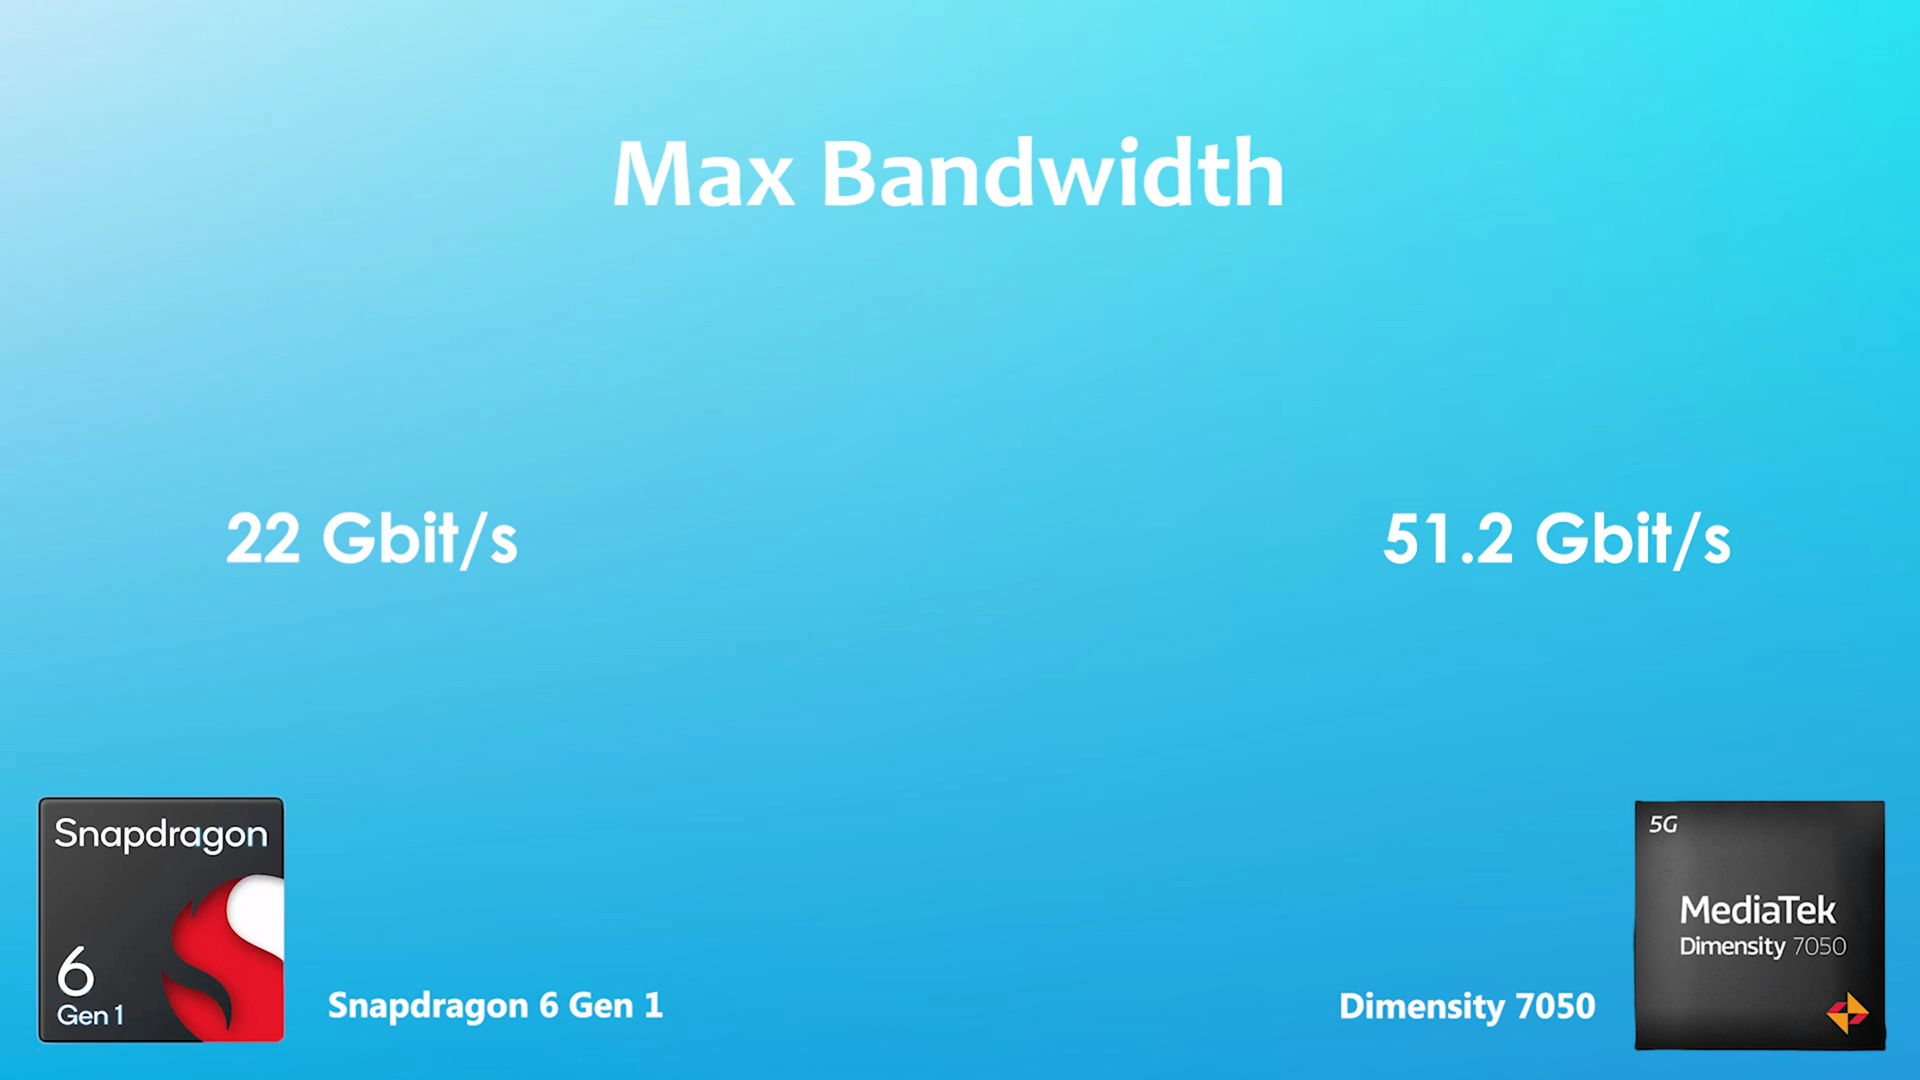 Max Bandwidth
22 Gbit/s
51.2 Gbit/s
Snapdragon
6
Gen 1
Snapdragon 6 Gen 1
Dimensity 7050
5G
MediaTek
Dimensity 7050